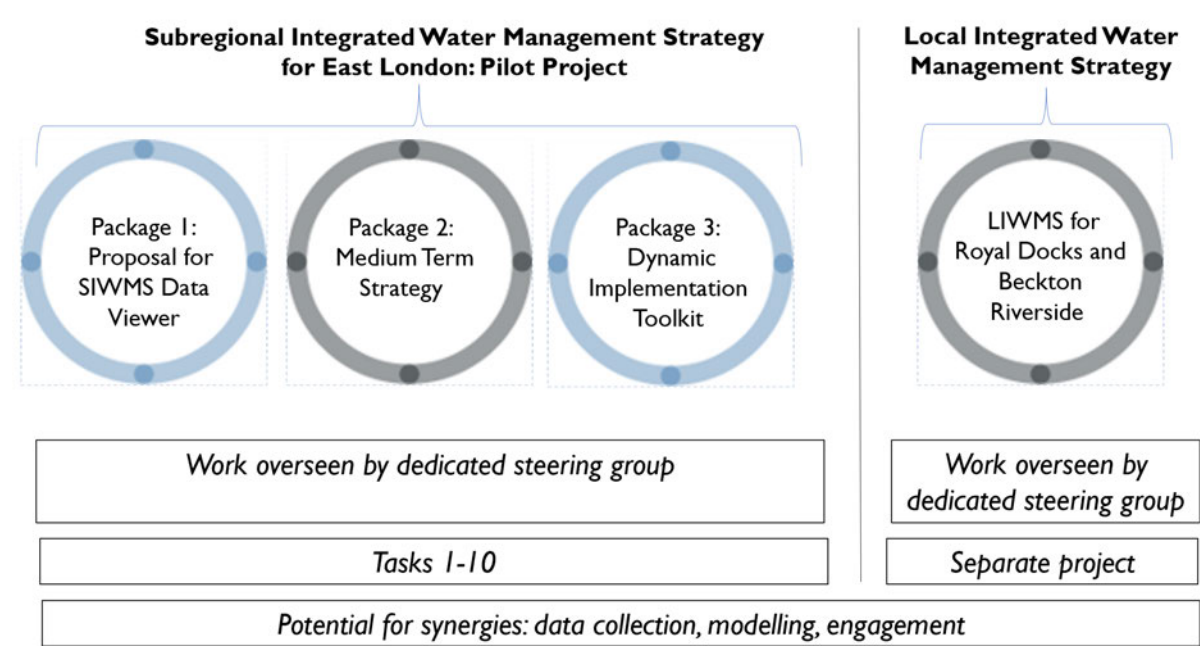 Subregional Integrated Water Management Strategy
for East London: Pilot Project
Local Integrated Water
Management Strategy
Package 1:
Proposal for
SIWMS Data
Viewer
Package 2:
Medium Term
Strategy
Package 3:
Dynamic
Implementation
Toolkit
LIWMS for
Royal Docks and
Beckton
Riverside
Work overseen by dedicated steering group
Work overseen by
dedicated steering group
Tasks 1-10
Separate project
Potential for synergies: data collection, modelling, engagement